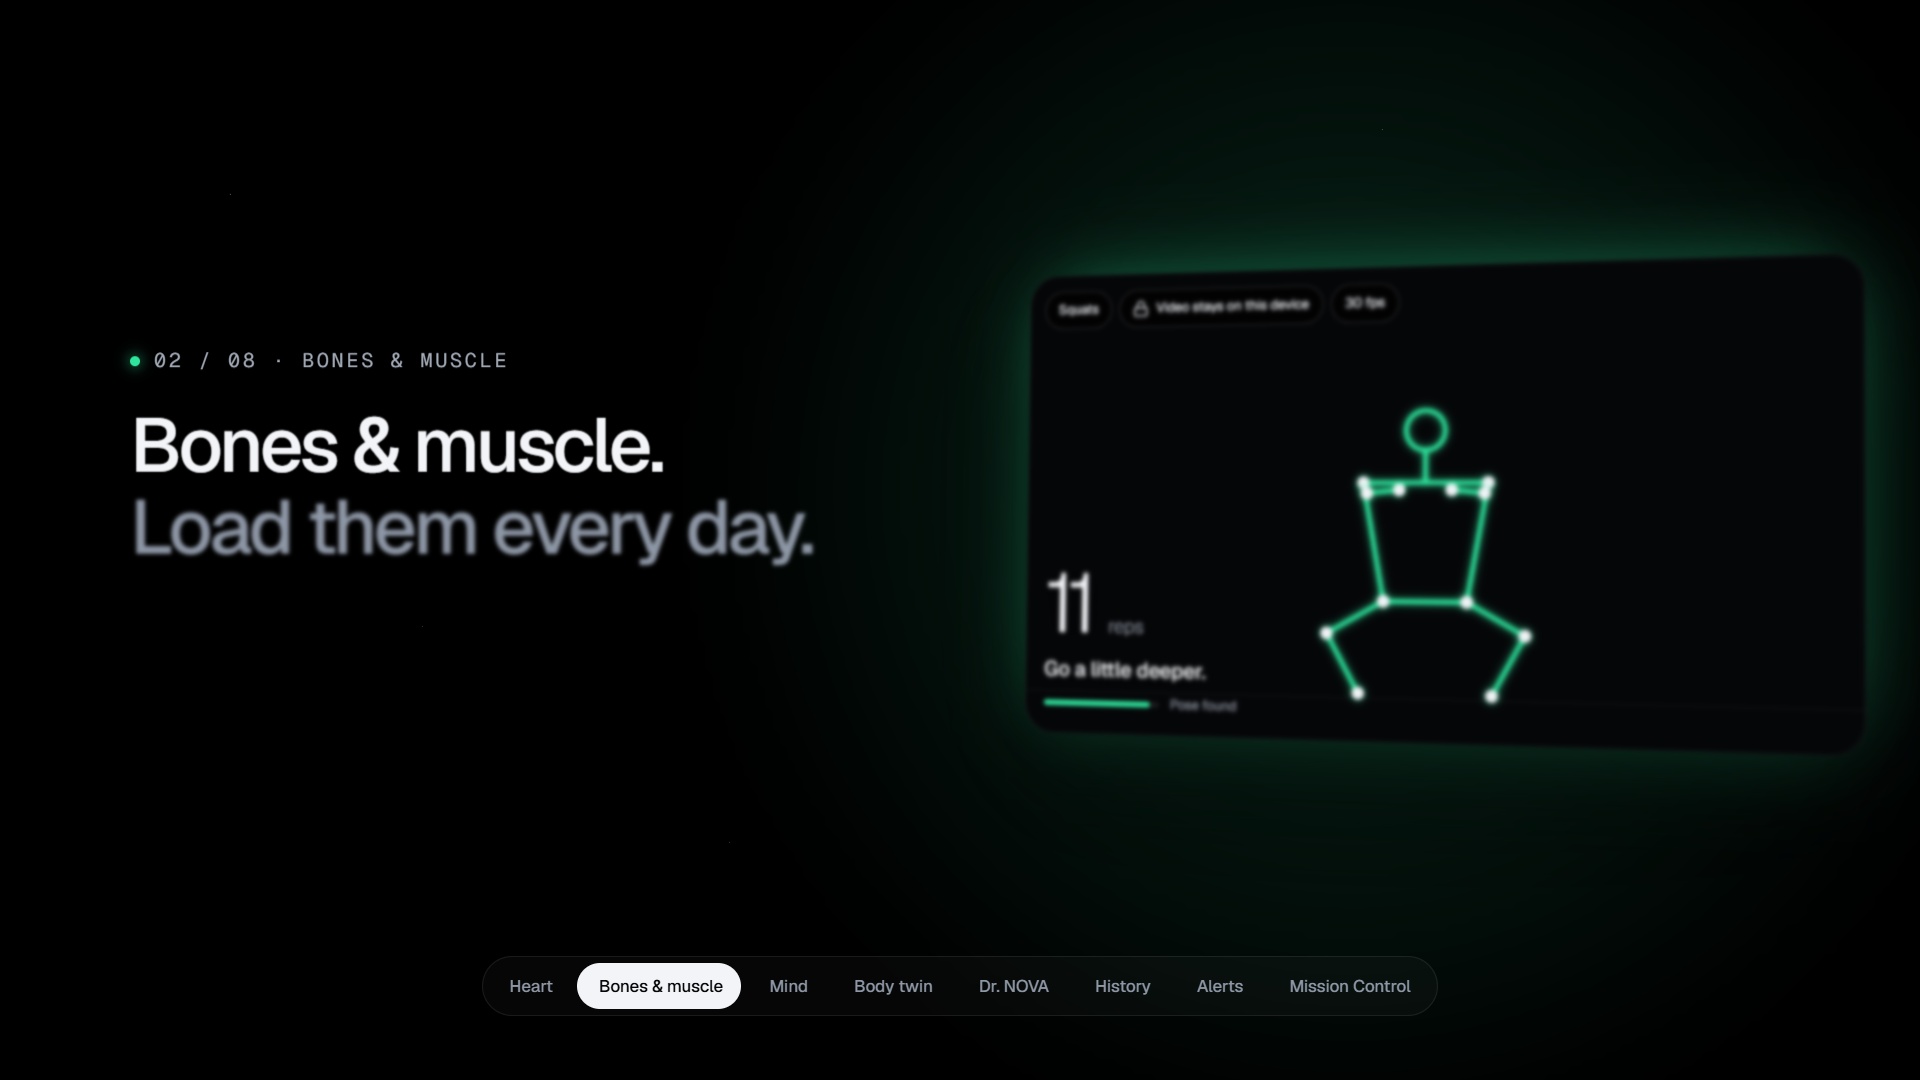 02 / 08 · BONES & MUSCLE
Bones & muscle.
Load them every day.
Squats
Video stays on this device
30 fps
11 reps
Go a little deeper.
Pose found
Heart
Bones & muscle
Mind
Body twin
Dr. NOVA
History
Alerts
Mission Control